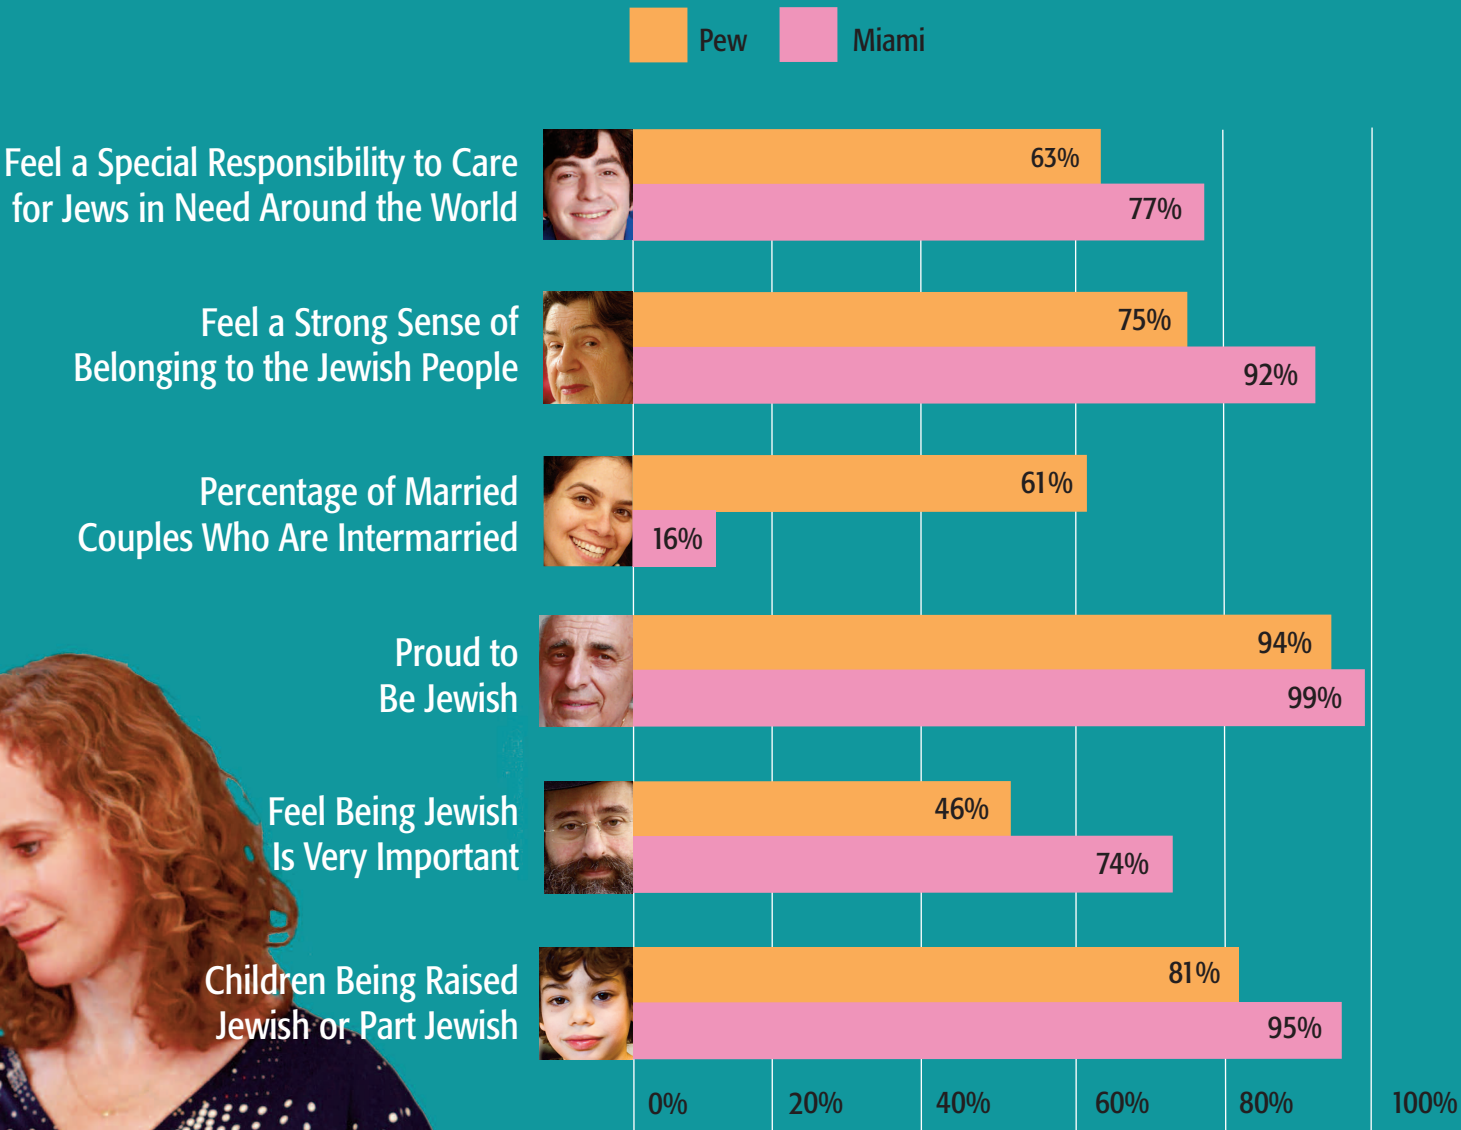 Pew Miami
Feel a Special Responsibility to Care
for Jews in Need Around the World
63%
77%
Feel a Strong Sense of
Belonging to the Jewish People
75%
92%
Percentage of Married
Couples Who Are Intermarried
61%
16%
Proud to
Be Jewish
94%
99%
Feel Being Jewish
Is Very Important
46%
74%
Children Being Raised
Jewish or Part Jewish
81%
95%
0% 20% 40% 60% 80% 100%